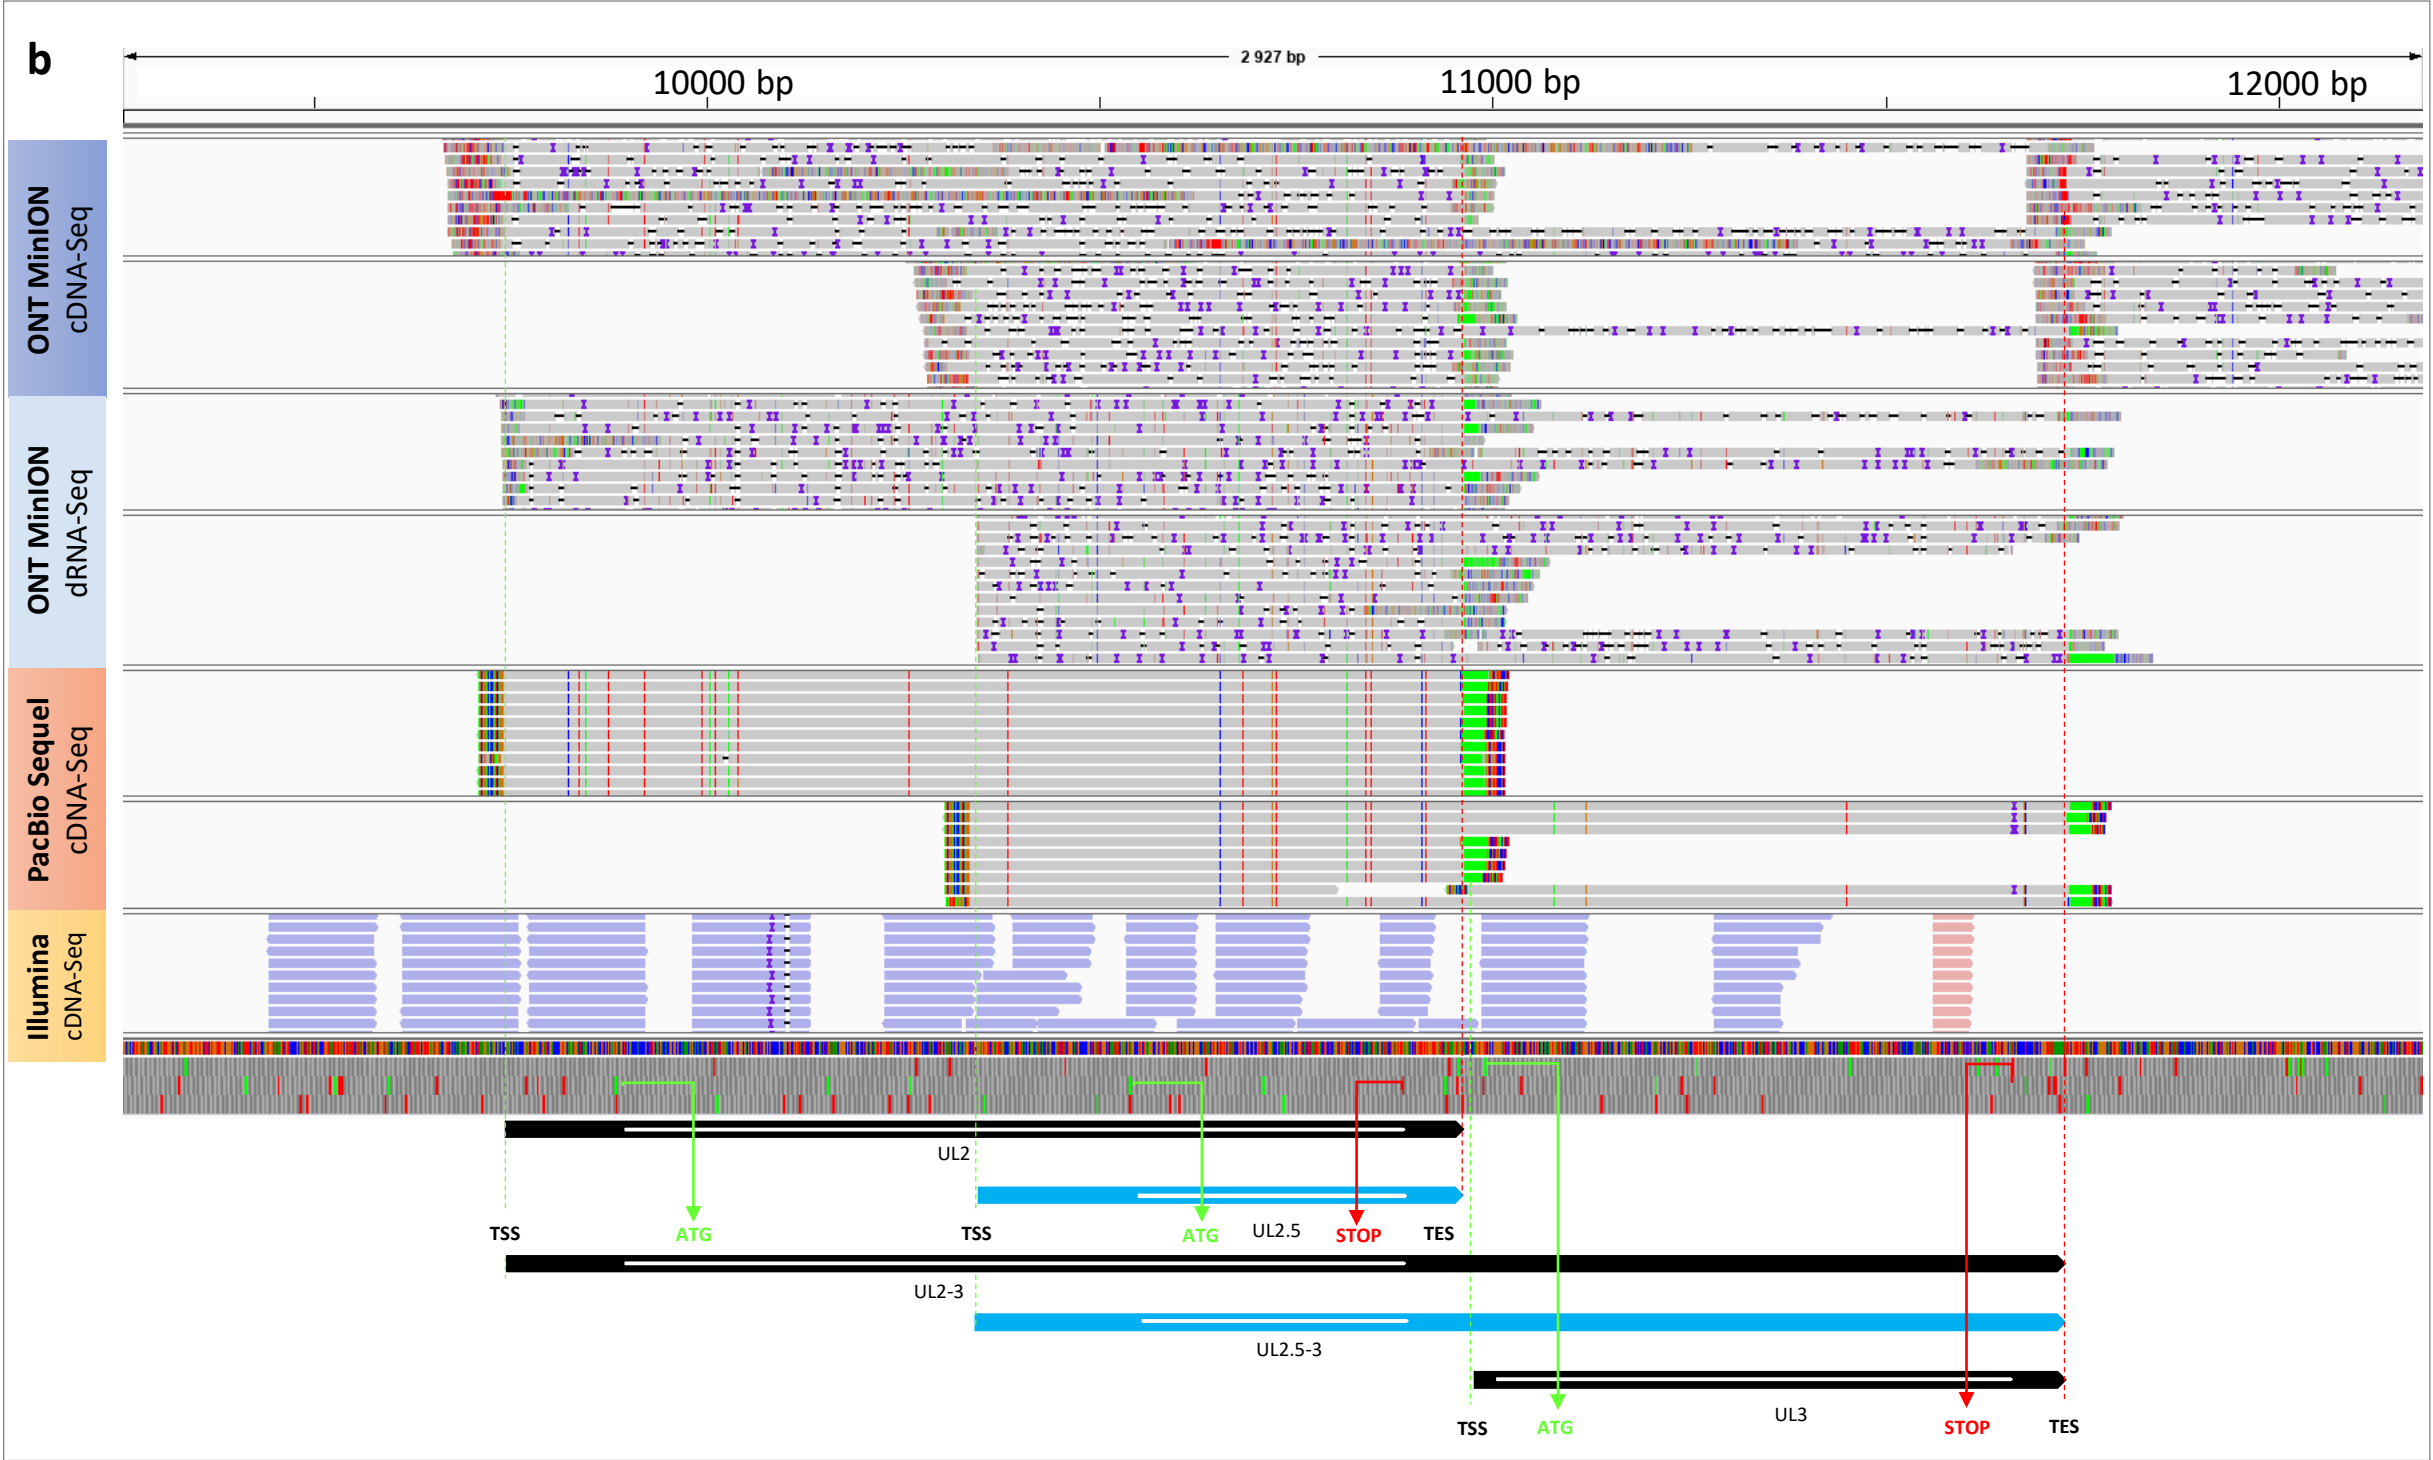 b
2 927 bp
10000 bp
11000 bp
12000 bp
ONT MinION
cDNA-Seq
ONT MinION
dRNA-Seq
PacBio Sequel
cDNA-Seq
Illumina
cDNA-Seq
UL2
TSS
ATG
TSS
ATG
UL2.5
STOP
TES
UL2-3
UL2.5-3
UL3
TSS
ATG
STOP
TES